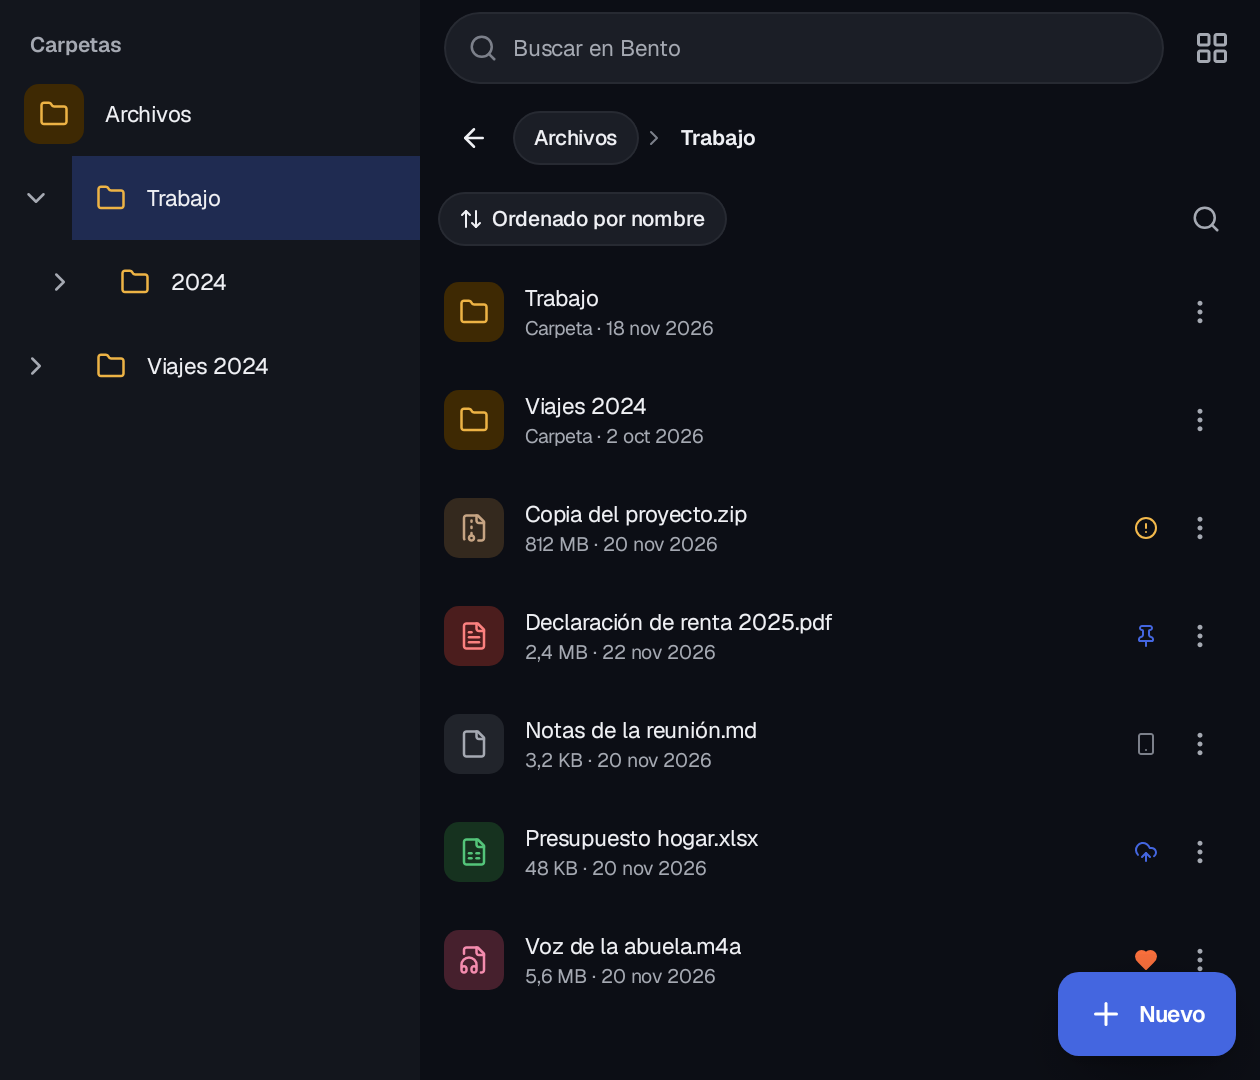 Carpetas
Archivos
Trabajo
2024
Viajes 2024
Buscar en Bento
Archivos
Trabajo
Ordenado por nombre
Trabajo
Carpeta · 18 nov 2026
Viajes 2024
Carpeta · 2 oct 2026
Copia del proyecto.zip
812 MB · 20 nov 2026
Declaración de renta 2025.pdf
2,4 MB · 22 nov 2026
Notas de la reunión.md
3,2 KB · 20 nov 2026
Presupuesto hogar.xlsx
48 KB · 20 nov 2026
Voz de la abuela.m4a
5,6 MB · 20 nov 2026
Nuevo